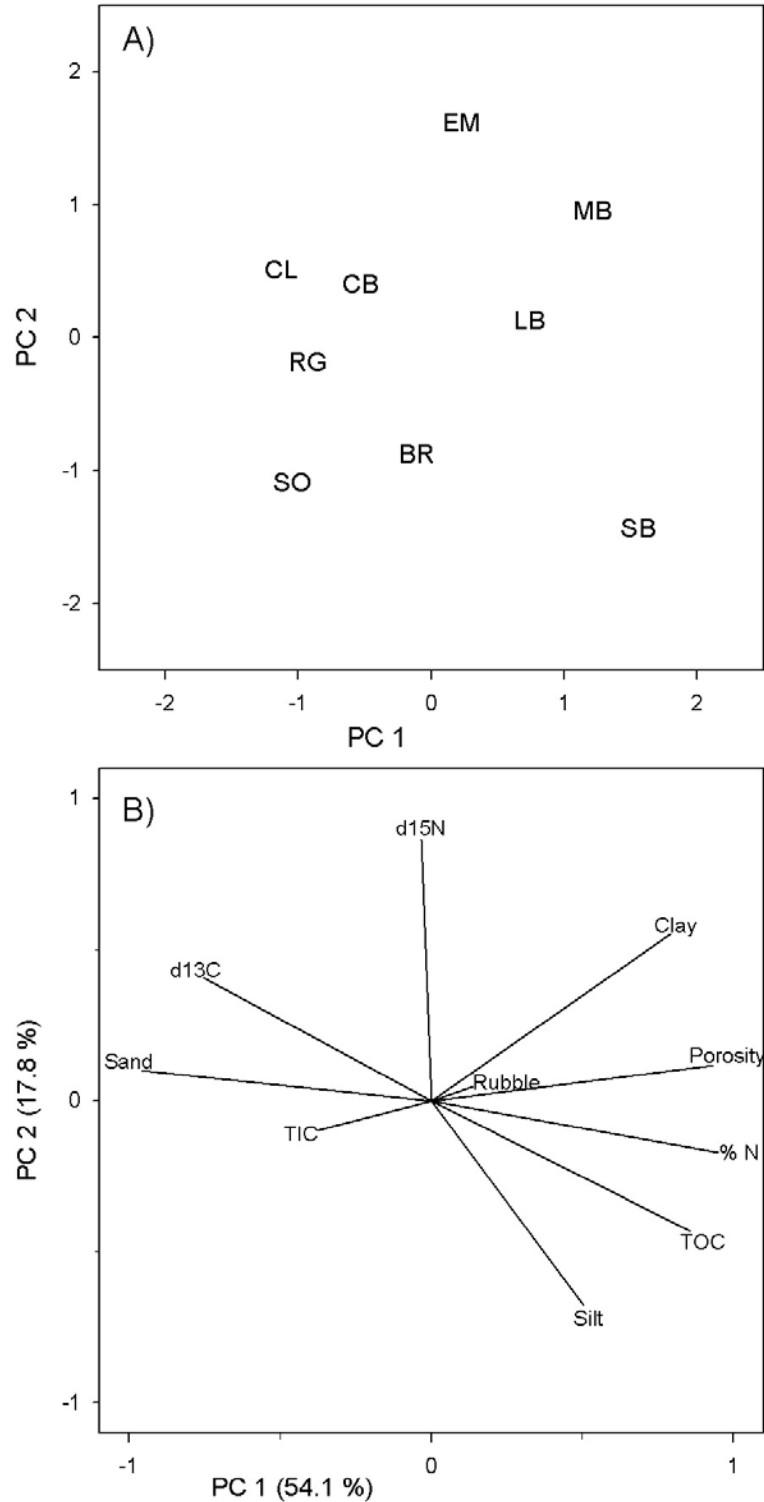 A)
2
EM
1
MB
CL
CB
LB
PC 2
0
RG
BR
-1
SO
SB
-2
-2 -1 0 1 2
PC 1
1
B)
d15N
Clay
d13C
Sand
Porosity
Rubble
PC 2 (17.8 %)
0
TIC
% N
TOC
Silt
-1
-1 0 1
PC 1 (54.1 %)